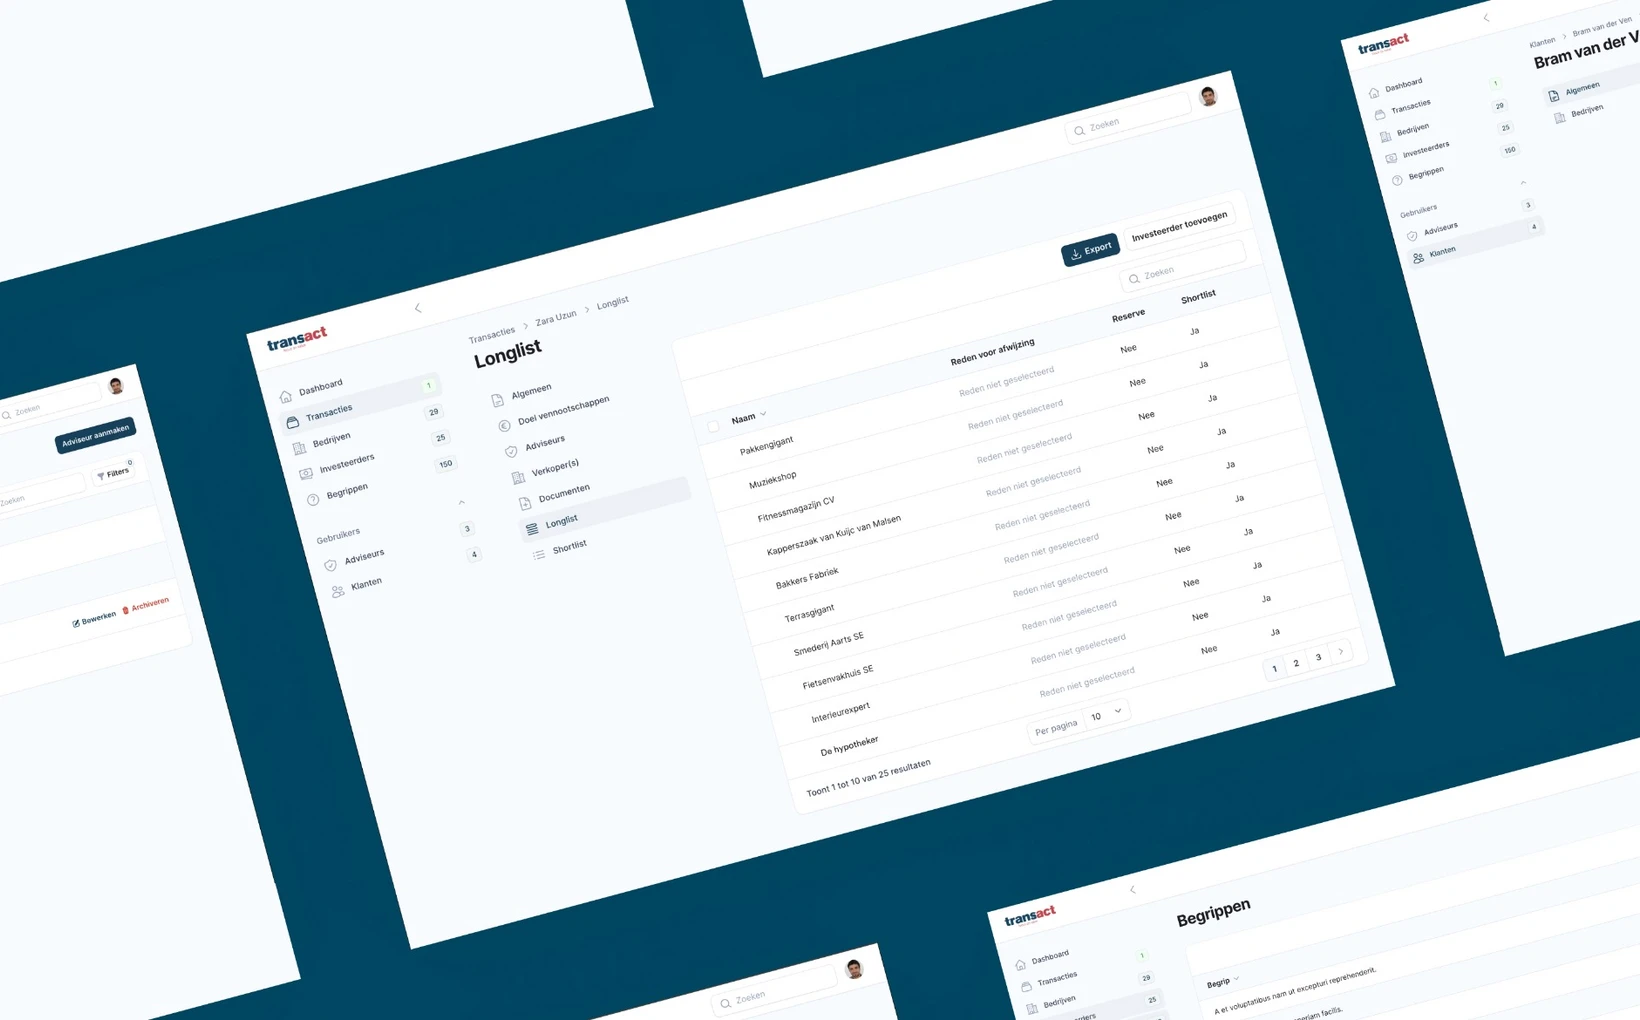 Zoeken
Adviseur aanmaken
Zoeken
Filters
0
Bewerken
Archiveren
transact
Dashboard
Transacties
1
Bedrijven
29
Investeerders
25
Begrippen
150
Gebruikers
Adviseurs
3
Klanten
4
Zoeken
Transacties > Zara Uzun > Longlist
Longlist
Algemeen
Doel vennootschappen
Adviseurs
Verkoper(s)
Documenten
Longlist
Shortlist
Export
Investeerder toevoegen
Zoeken
Naam
Reden voor afwijzing
Reserve
Shortlist
Pakkengigant Reden niet geselecteerd Nee Ja
Muziekshop Reden niet geselecteerd Nee Ja
Fitnessmagazijn CV Reden niet geselecteerd Nee Ja
Kapperszaak van Kuijc van Malsen Reden niet geselecteerd Nee Ja
Bakkers Fabriek Reden niet geselecteerd Nee Ja
Terrasgigant Reden niet geselecteerd Nee Ja
Smederij Aarts SE Reden niet geselecteerd Nee Ja
Fietsenvakhuis SE Reden niet geselecteerd Nee Ja
Interieurexpert Reden niet geselecteerd Nee Ja
De hypotheker Reden niet geselecteerd Nee Ja
Toont 1 tot 10 van 25 resultaten
Per pagina 10
1 2 3
transact
Dashboard
Transacties
1
Bedrijven
29
Investeerders
25
Begrippen
150
Gebruikers
Adviseurs
3
Klanten
4
Klanten > Bram van der Ven
Bram van der V
Algemeen
Bedrijven
Zoeken
transact
Dashboard
Transacties
1
Bedrijven
29
25
Begrippen
Begrip
A et voluptatibus nam ut excepturi reprehenderit.
facilis.